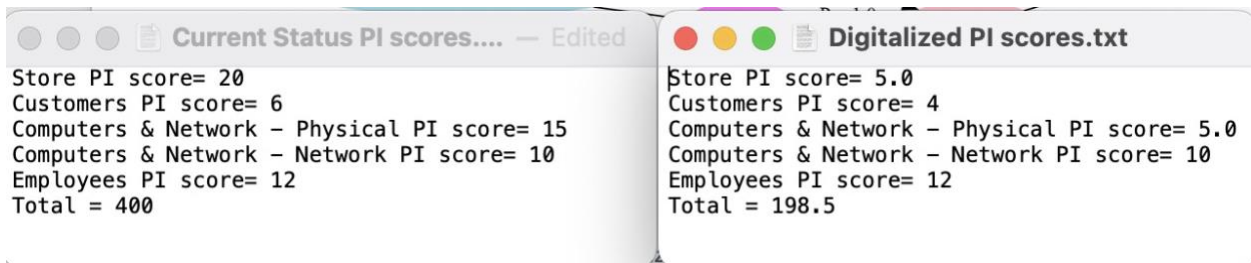 Current Status PI scores.... — Edited
Store PI score= 20
Customers PI score= 6
Computers & Network – Physical PI score= 15
Computers & Network – Network PI score= 10
Employees PI score= 12
Total = 400
Digitalized PI scores.txt
Store PI score= 5.0
Customers PI score= 4
Computers & Network – Physical PI score= 5.0
Computers & Network – Network PI score= 10
Employees PI score= 12
Total = 198.5